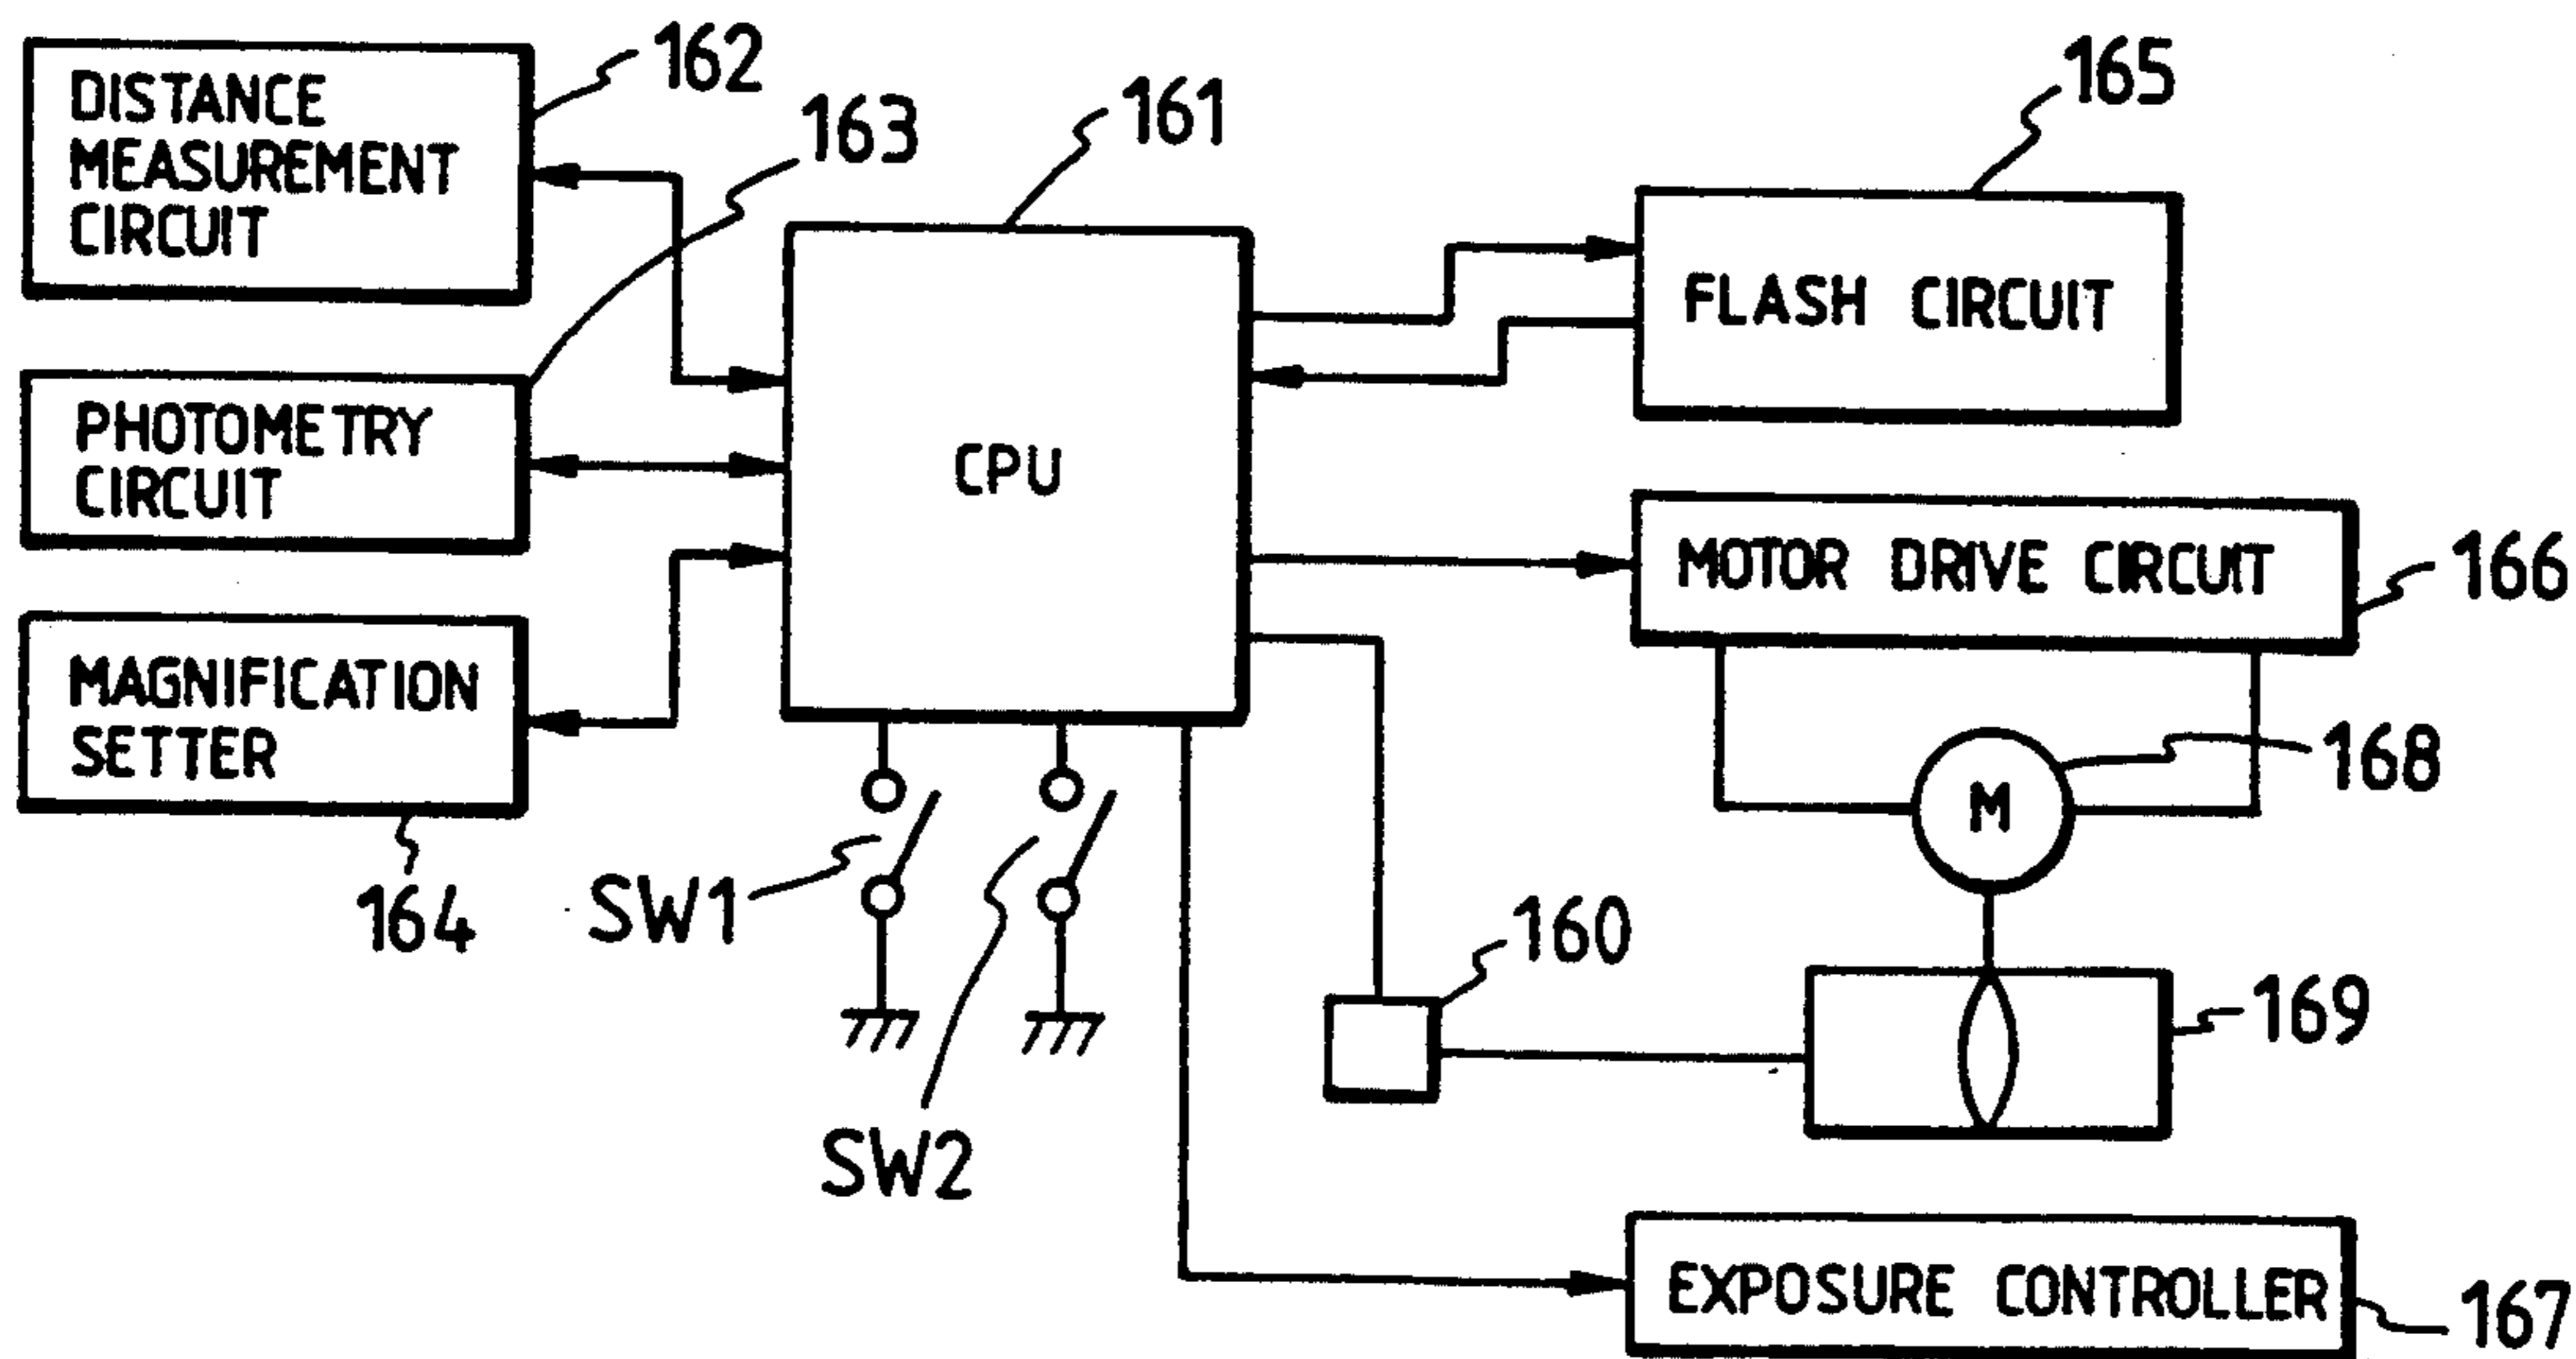 DISTANCE
MEASUREMENT
CIRCUIT
162
163
161
165
PHOTOMETRY
CIRCUIT
CPU
FLASH CIRCUIT
MOTOR DRIVE CIRCUIT
166
MAGNIFICATION
SETTER
164
SW1
SW2
M
168
160
169
EXPOSURE CONTROLLER
167